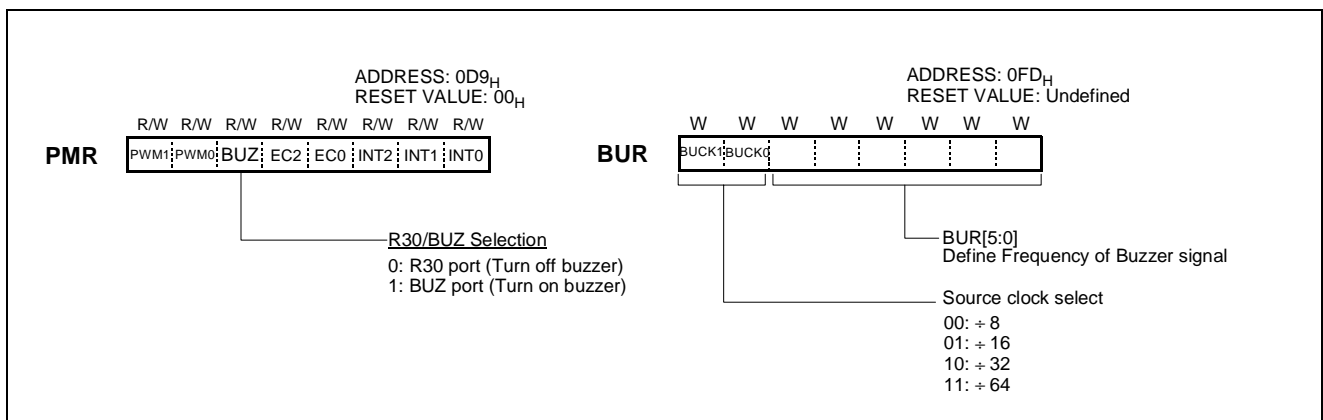 ADDRESS: 0D9H
RESET VALUE: 00H
R/W R/W R/W R/W R/W R/W R/W R/W
PMR PWM1 PWM0 BUZ EC2 EC0 INT2 INT1 INT0
R30/BUZ Selection
0: R30 port (Turn off buzzer)
1: BUZ port (Turn on buzzer)
ADDRESS: 0FDH
RESET VALUE: Undefined
W W W W W W W W
BUR BUCK1 BUCK0
BUR[5:0]
Define Frequency of Buzzer signal
Source clock select
00: ÷ 8
01: ÷ 16
10: ÷ 32
11: ÷ 64